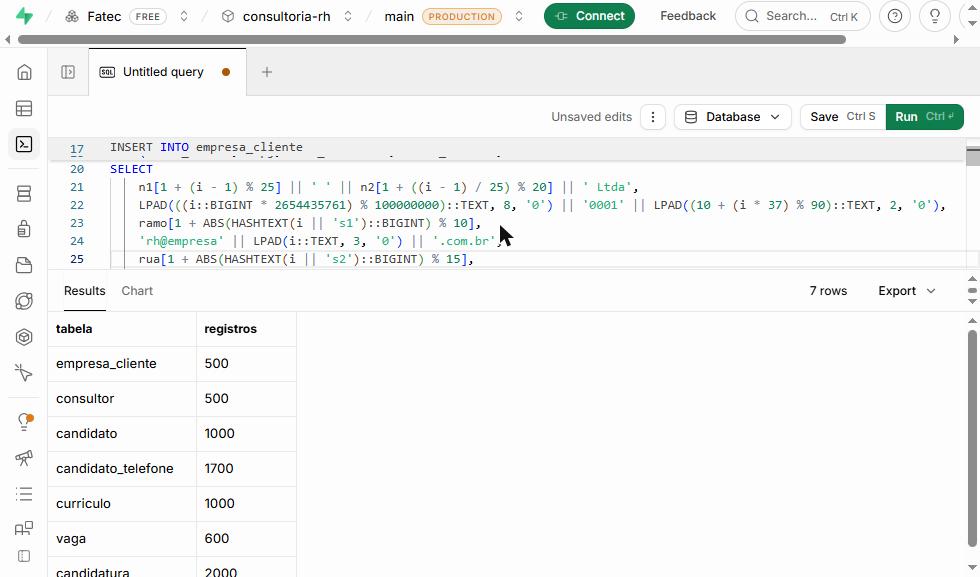 Fatec FREE consultoria-rh main PRODUCTION Connect Feedback Search... Ctrl K
SQL Untitled query
Unsaved edits Database Save Ctrl S Run Ctrl ↵
17 INSERT INTO empresa_cliente
20 SELECT
21 n1[1 + (i - 1) % 25] || ' ' || n2[1 + ((i - 1) / 25) % 20] || ' Ltda',
22 LPAD(((i::BIGINT * 2654435761) % 100000000)::TEXT, 8, '0') || '0001' || LPAD((10 + (i * 37) % 90)::TEXT, 2, '0'),
23 ramo[1 + ABS(HASHTEXT(i || 's1')::BIGINT) % 10],
24 'rh@empresa' || LPAD(i::TEXT, 3, '0') || '.com.br',
25 rua[1 + ABS(HASHTEXT(i || 's2')::BIGINT) % 15],
Results Chart 7 rows Export
tabela registros
empresa_cliente 500
consultor 500
candidato 1000
candidato_telefone 1700
curriculo 1000
vaga 600
candidatura 2000